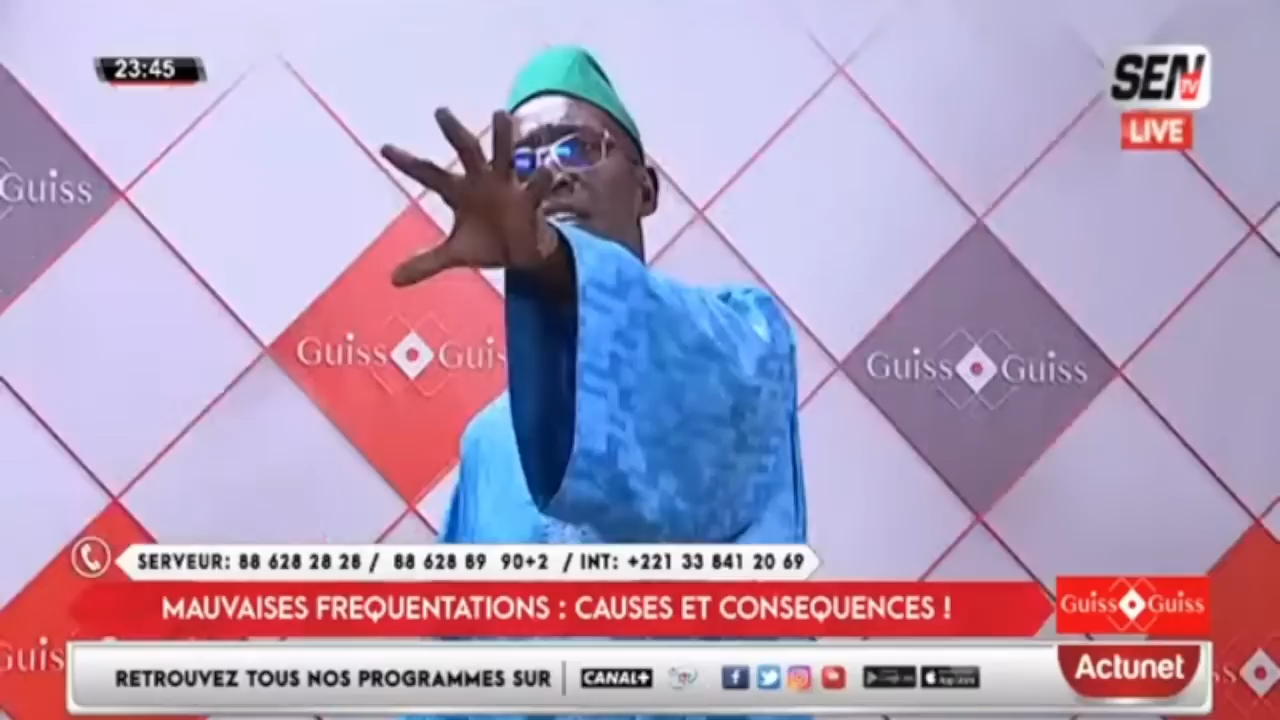 23:45
SEN TV
LIVE
Guiss
Guiss Guis
Guiss Guiss
SERVEUR: 88 628 28 28 / 88 628 89 90+2 / INT: +221 33 841 20 69
MAUVAISES FREQUENTATIONS : CAUSES ET CONSEQUENCES !
Guiss Guiss
Guis
RETROUVEZ TOUS NOS PROGRAMMES SUR
CANAL+
Actunet